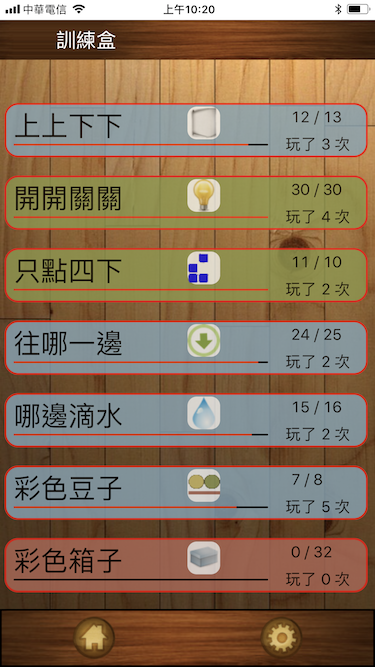 中華電信
上午10:20
訓練盒
上上下下
12 / 13
玩了 3 次
開開關關
30 / 30
玩了 4 次
只點四下
11 / 10
玩了 2 次
往哪一邊
24 / 25
玩了 2 次
哪邊滴水
15 / 16
玩了 2 次
彩色豆子
7 / 8
玩了 5 次
彩色箱子
0 / 32
玩了 0 次